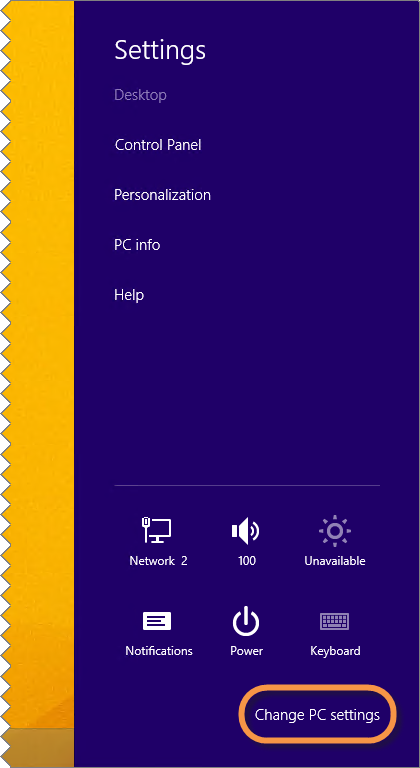 Settings
Desktop
Control Panel
Personalization
PC info
Help
Network 2
100
Unavailable
Notifications
Power
Keyboard
Change PC settings